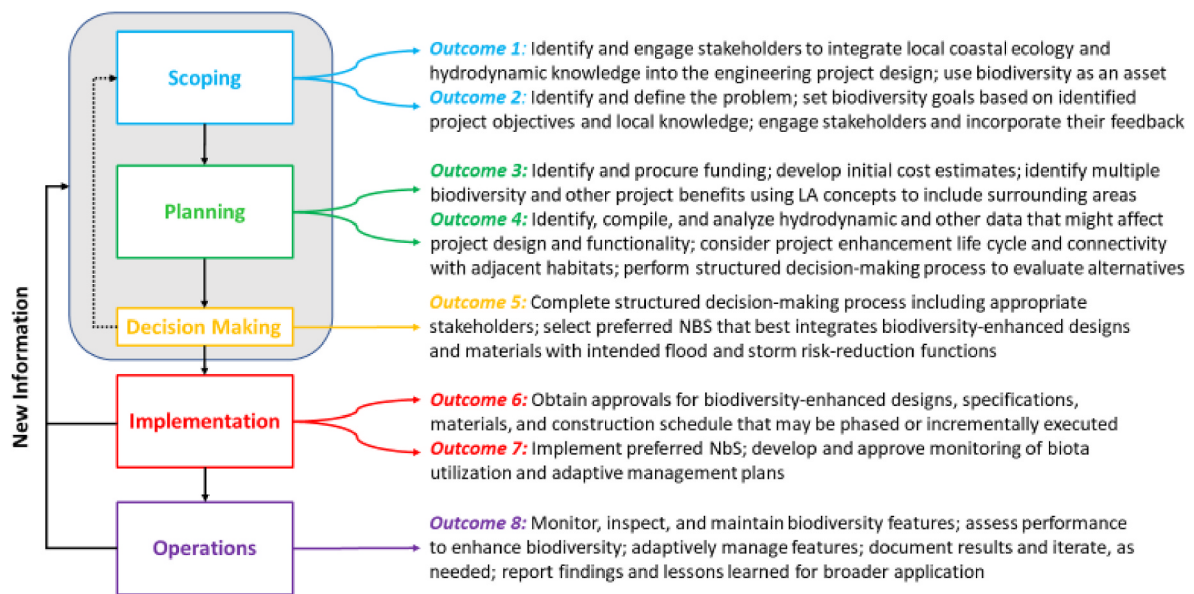 Scoping
Outcome 1: Identify and engage stakeholders to integrate local coastal ecology and
hydrodynamic knowledge into the engineering project design; use biodiversity as an asset
Outcome 2: Identify and define the problem; set biodiversity goals based on identified
project objectives and local knowledge; engage stakeholders and incorporate their feedback
Planning
Outcome 3: Identify and procure funding; develop initial cost estimates; identify multiple
biodiversity and other project benefits using LA concepts to include surrounding areas
Outcome 4: Identify, compile, and analyze hydrodynamic and other data that might affect
project design and functionality; consider project enhancement life cycle and connectivity
with adjacent habitats; perform structured decision-making process to evaluate alternatives
Decision Making
Outcome 5: Complete structured decision-making process including appropriate
stakeholders; select preferred NBS that best integrates biodiversity-enhanced designs
and materials with intended flood and storm risk-reduction functions
New Information
Implementation
Outcome 6: Obtain approvals for biodiversity-enhanced designs, specifications,
materials, and construction schedule that may be phased or incrementally executed
Outcome 7: Implement preferred NbS; develop and approve monitoring of biota
utilization and adaptive management plans
Operations
Outcome 8: Monitor, inspect, and maintain biodiversity features; assess performance
to enhance biodiversity; adaptively manage features; document results and iterate, as
needed; report findings and lessons learned for broader application